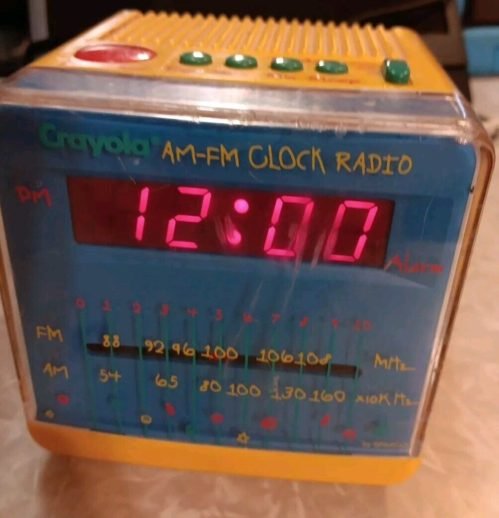 Crayola® AM-FM CLOCK RADIO
PM
12:00
Alarm
0 1 2 3 4 5 6 7 8 9 10
FM 88 92 96 100 106 108 MHz
AM 54 65 80 100 130 160 x10KHz